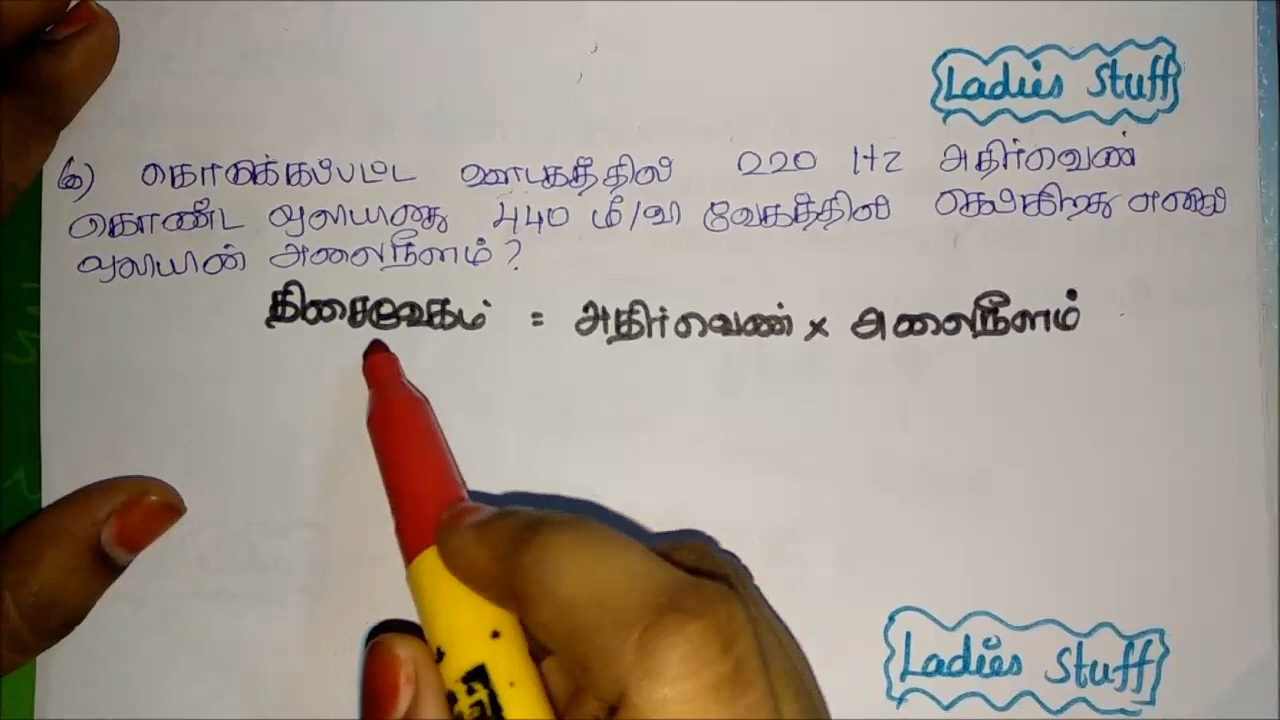 Ladies Stuff
6) கொடுக்கப்பட்ட ஊடகத்தில் 220 Hz அதிர்வெண்
கொண்ட ஒலியானது 440 மீ/வி வேகத்தில் செல்கிறது எனில்
ஒலியின் அலைநீளம்?
திசைவேகம் = அதிர்வெண் x அலைநீளம்
Ladies Stuff